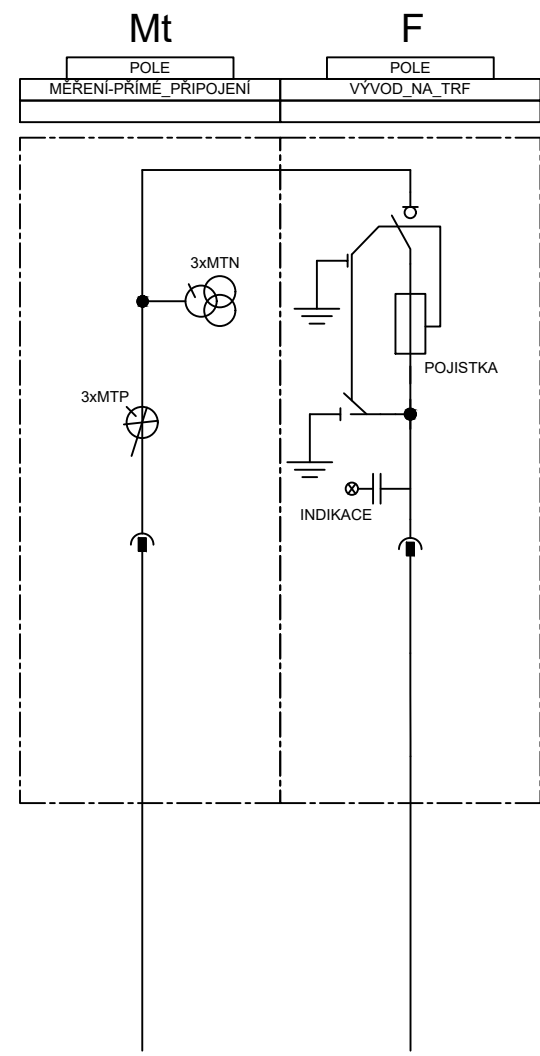 Mt
F
POLE
POLE
MĚŘENÍ-PŘÍMÉ_PŘIPOJENÍ
VÝVOD_NA_TRF
3xMTN
POJISTKA
3xMTP
INDIKACE